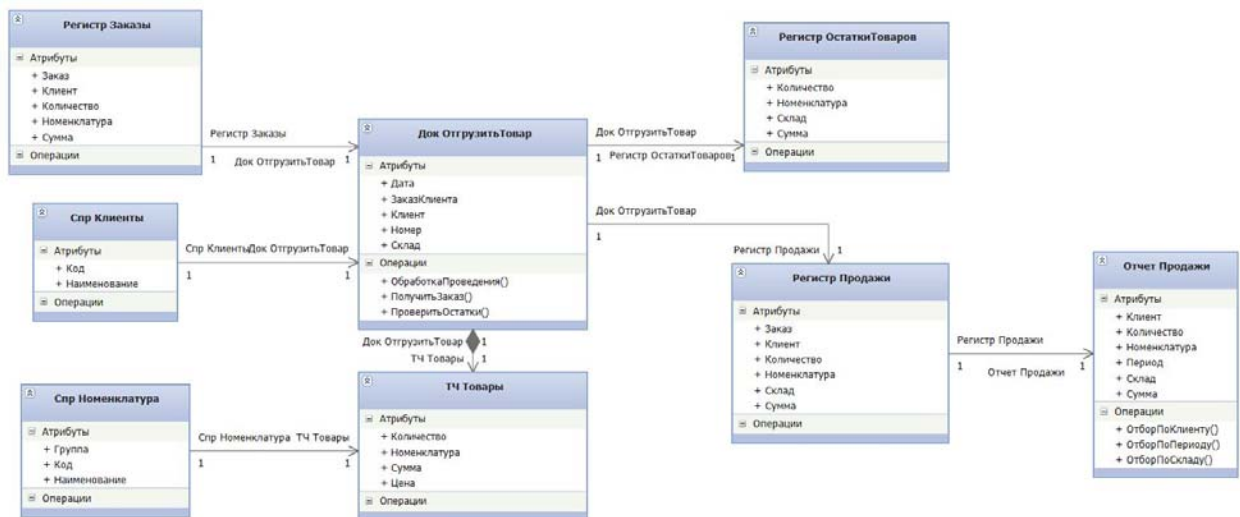 Регистр Заказы
Атрибуты
+ Заказ
+ Клиент
+ Количество
+ Номенклатура
+ Сумма
Операции
Регистр Заказы
1 Док ОтгрузитьТовар 1
Спр Клиенты
Атрибуты
+ Код
+ Наименование
Операции
Спр Клиенты Док ОтгрузитьТовар
1 1
Док ОтгрузитьТовар
Атрибуты
+ Дата
+ ЗаказКлиента
+ Клиент
+ Номер
+ Склад
Операции
+ ОбработкаПроведения()
+ ПолучитьЗаказ()
+ ПроверитьОстатки()
Док ОтгрузитьТовар 1
ТЧ Товары 1
Спр Номенклатура
Атрибуты
+ Группа
+ Код
+ Наименование
Операции
Спр Номенклатура ТЧ Товары
1 1
ТЧ Товары
Атрибуты
+ Количество
+ Номенклатура
+ Сумма
+ Цена
Операции
Док ОтгрузитьТовар
1 Регистр ОстаткиТоваров 1
Регистр ОстаткиТоваров
Атрибуты
+ Количество
+ Номенклатура
+ Склад
+ Сумма
Операции
Док ОтгрузитьТовар
1
Регистр Продажи 1
Регистр Продажи
Атрибуты
+ Заказ
+ Клиент
+ Количество
+ Номенклатура
+ Склад
+ Сумма
Операции
Регистр Продажи
1 Отчет Продажи 1
Отчет Продажи
Атрибуты
+ Клиент
+ Количество
+ Номенклатура
+ Период
+ Склад
+ Сумма
Операции
+ ОтборПоКлиенту()
+ ОтборПоПериоду()
+ ОтборПоСкладу()